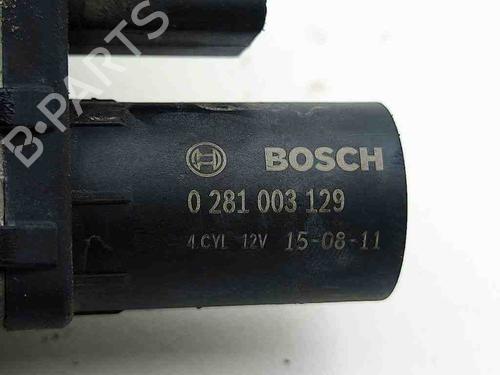 B-PARTS
BOSCH
0 281 003 129
4 CYL 12V 15-08-11